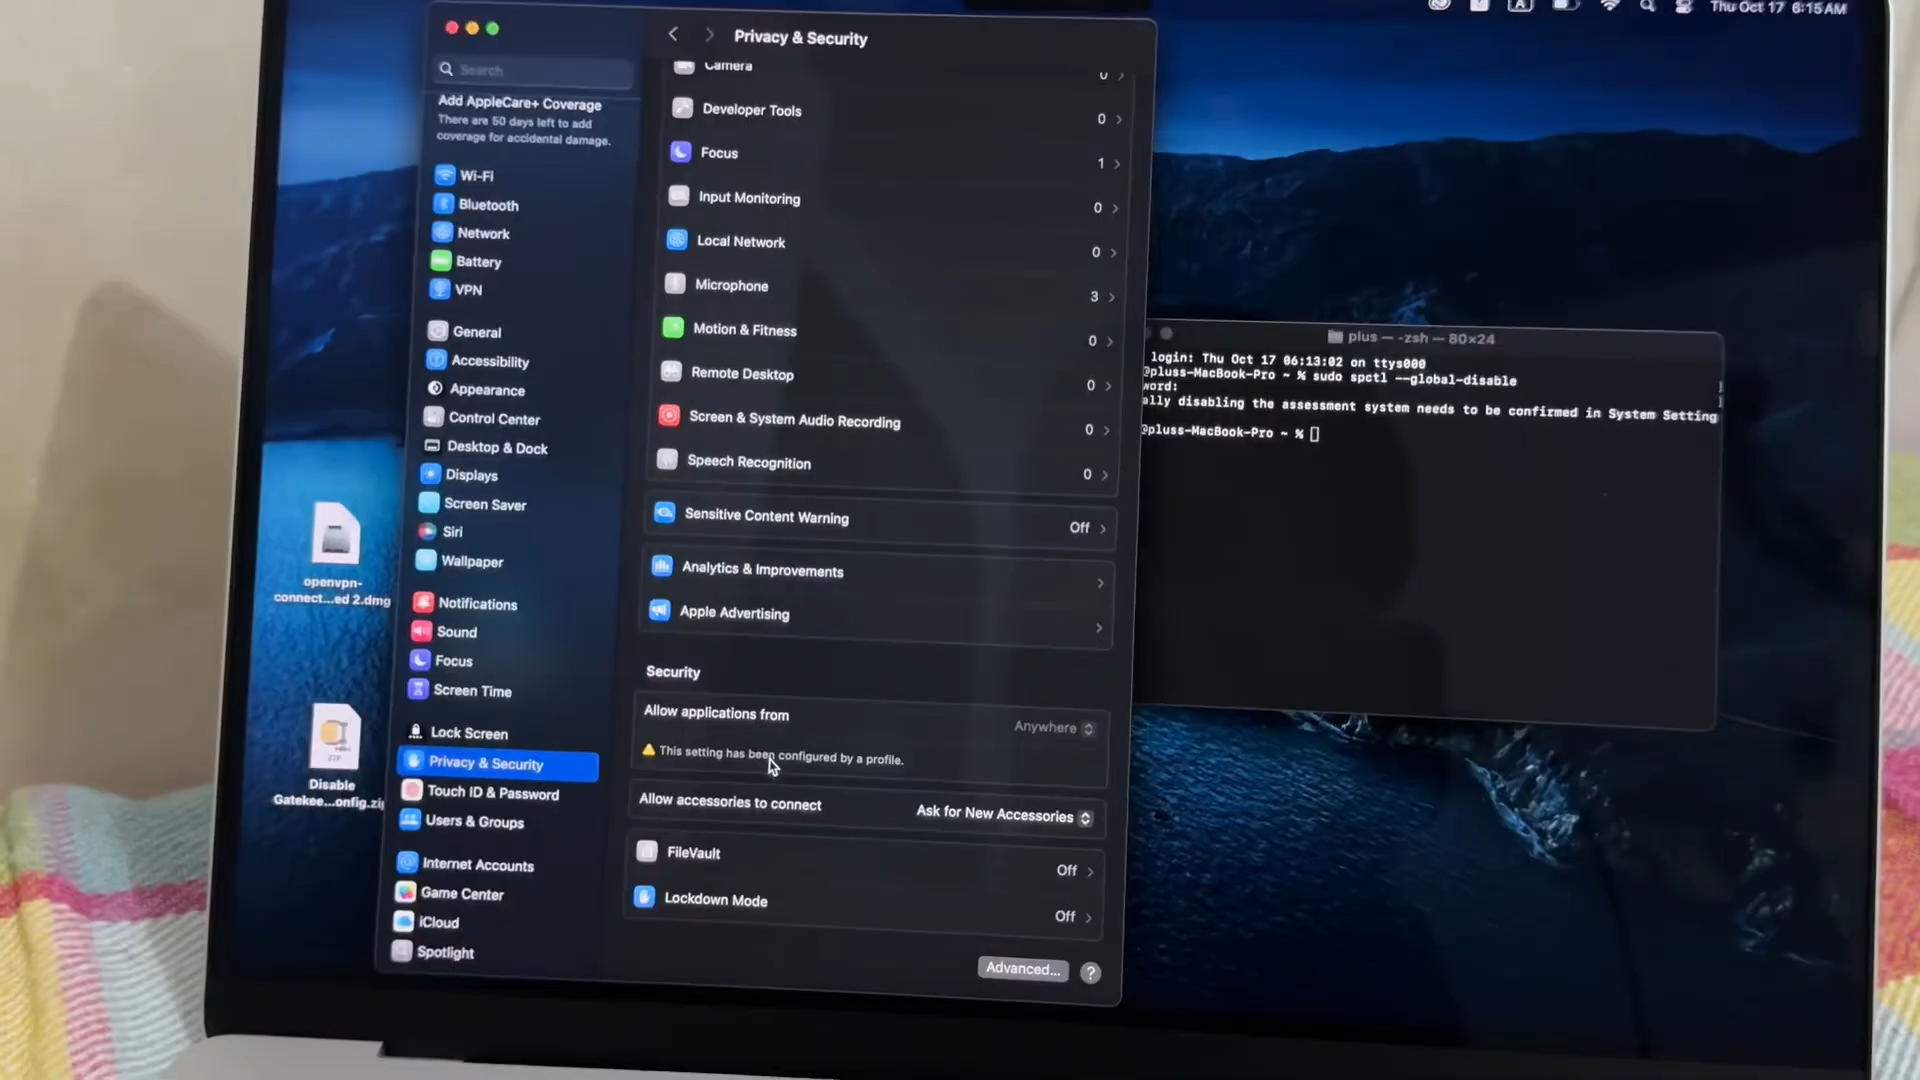 Thu Oct 17 6:15 AM
Privacy & Security
Search
Add AppleCare+ Coverage
There are 50 days left to add
coverage for accidental damage.
Wi-Fi
Bluetooth
Network
Battery
VPN
General
Accessibility
Appearance
Control Center
Desktop & Dock
Displays
Screen Saver
Siri
Wallpaper
Notifications
Sound
Focus
Screen Time
Lock Screen
Privacy & Security
Touch ID & Password
Users & Groups
Internet Accounts
Game Center
iCloud
Spotlight
Camera 0
Developer Tools 0
Focus 1
Input Monitoring 0
Local Network 0
Microphone 3
Motion & Fitness 0
Remote Desktop 0
Screen & System Audio Recording 0
Speech Recognition 0
Sensitive Content Warning Off
Analytics & Improvements
Apple Advertising
Security
Allow applications from Anywhere
This setting has been configured by a profile.
Allow accessories to connect Ask for New Accessories
FileVault Off
Lockdown Mode Off
Advanced... ?
plus — -zsh — 80×24
login: Thu Oct 17 06:13:02 on ttys000
@pluss-MacBook-Pro ~ % sudo spctl --global-disable
word:
ally disabling the assessment system needs to be confirmed in System Setting
@pluss-MacBook-Pro ~ %
openvpn-
connect...ed 2.dmg
ZIP
Disable
Gatekee...onfig.zip